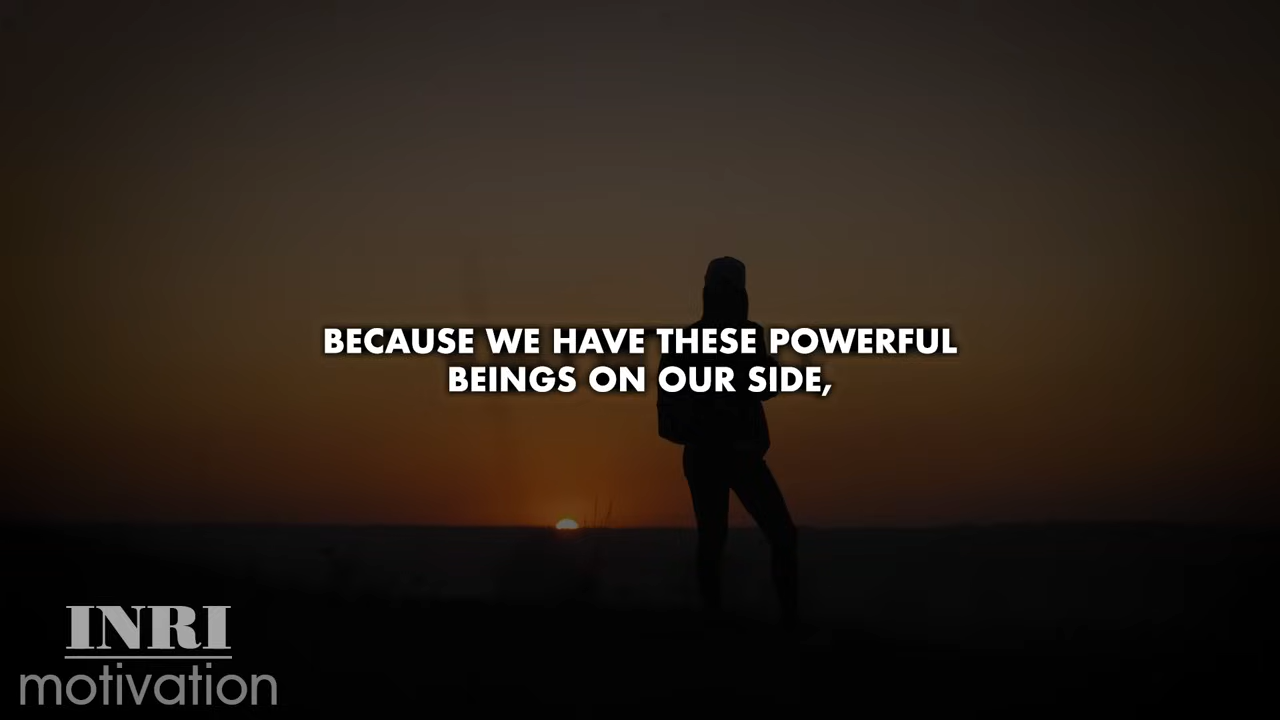 BECAUSE WE HAVE THESE POWERFUL
BEINGS ON OUR SIDE,
INRI
motivation